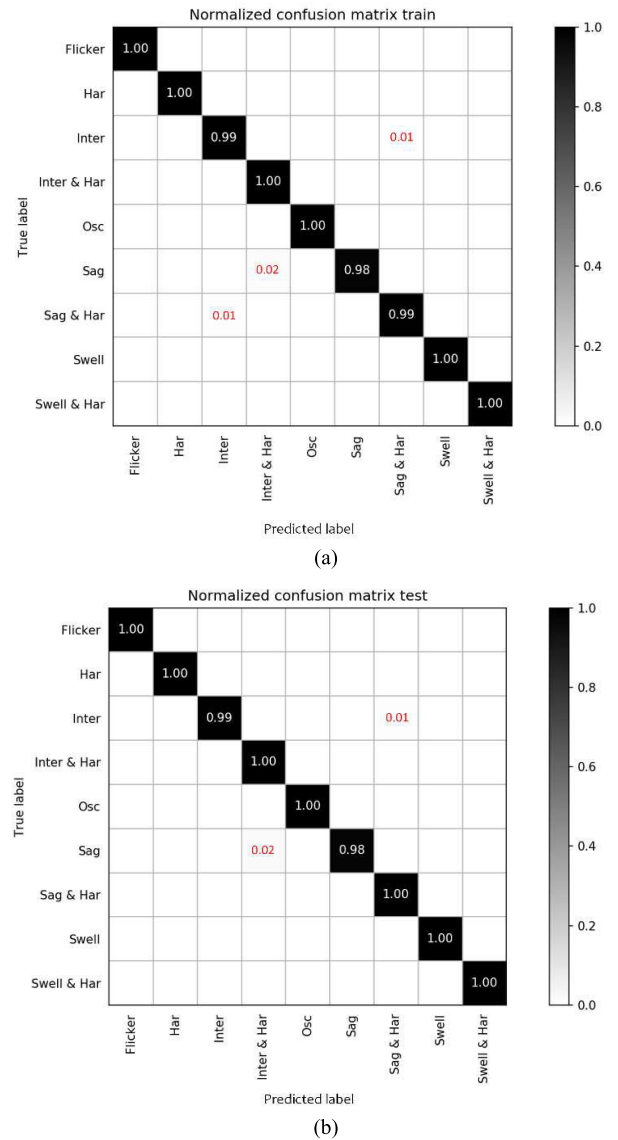 Normalized confusion matrix train
Flicker 1.00
Har 1.00
Inter 0.99 0.01
Inter & Har 1.00
Osc 1.00
Sag 0.02 0.98
Sag & Har 0.01 0.99
Swell 1.00
Swell & Har 1.00
True label
Flicker Har Inter Inter & Har Osc Sag Sag & Har Swell Swell & Har
Predicted label
1.0
0.8
0.6
0.4
0.2
0.0
(a)
Normalized confusion matrix test
Flicker 1.00
Har 1.00
Inter 0.99 0.01
Inter & Har 1.00
Osc 1.00
Sag 0.02 0.98
Sag & Har 1.00
Swell 1.00
Swell & Har 1.00
True label
Flicker Har Inter Inter & Har Osc Sag Sag & Har Swell Swell & Har
Predicted label
1.0
0.8
0.6
0.4
0.2
0.0
(b)